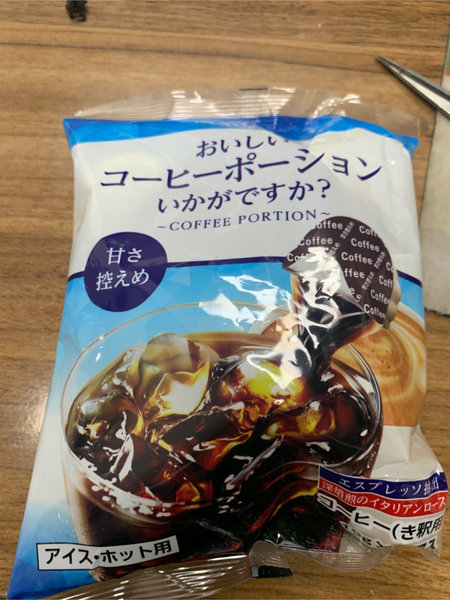 おいしい
コーヒーポーション
いかがですか？
～COFFEE PORTION～
甘さ
控えめ
Coffee
Coffee
Coffee
Coffee
Coffee
Coffee
Coffee
Coffee
エスプレッソ抽出
深焙煎のイタリアンロース
コーヒー(き釈用
アイス・ホット用